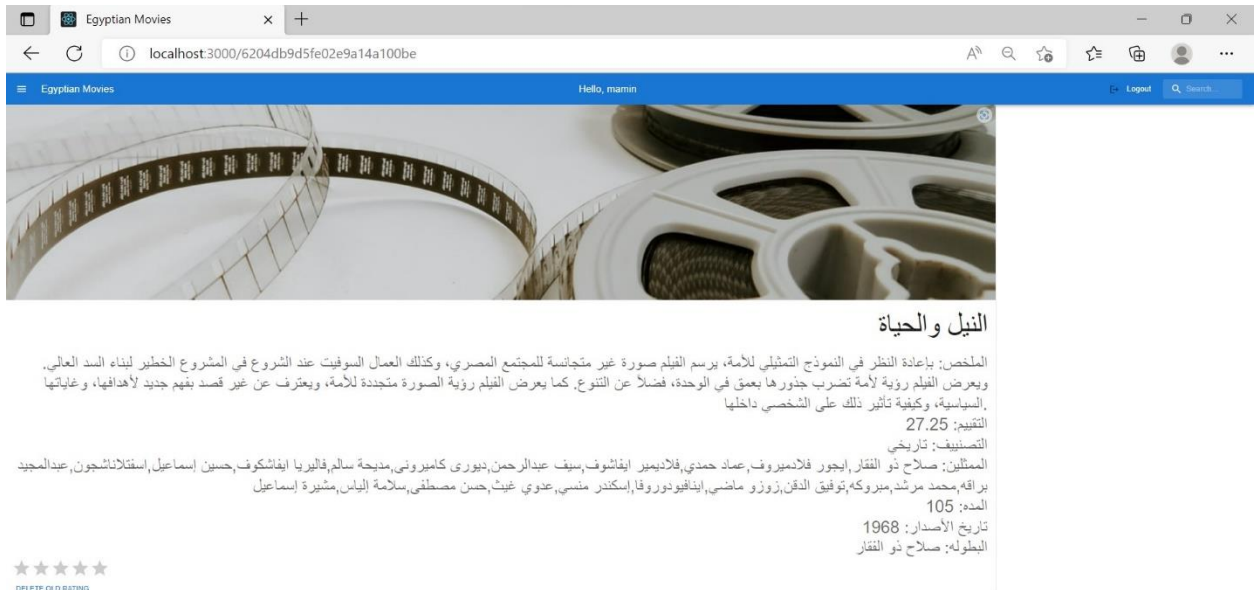 Egyptian Movies
localhost:3000/6204db9d5fe02e9a14a100be
Egyptian Movies
Hello, mamin
Logout
Search...
النيل والحياة
الملخص: بإعادة النظر في النموذج التمثيلي للأمة، يرسم الفيلم صورة غير متجانسة للمجتمع المصري، وكذلك العمال السوفيت عند الشروع في المشروع الخطير لبناء السد العالي.
ويعرض الفيلم رؤية لأمة تضرب جذورها بعمق في الوحدة، فضلاً عن التنوع. كما يعرض الفيلم رؤية الصورة متجددة للأمة، ويعترف عن غير قصد بفهم جديد لأهدافها، وغاياتها
.السياسية، وكيفية تأثير ذلك على الشخصي داخلها
التقييم: 27.25
التصنييف: تاريخي
الممثلين: صلاح ذو الفقار,ايجور فلادميروف,عماد حمدي,فلاديمير ايفاشوف,سيف عبدالرحمن,ديورى كاميرونى,مديحة سالم,فاليريا ايفاشكوف,حسين إسماعيل,اسفتلاناشجون,عبدالمجيد
براقه,محمد مرشد,مبروكه,توفيق الدقن,زوزو ماضي,اينافيودوروفا,إسكندر منسي,عدوي غيث,حسن مصطفى,سلامة إلياس,مشيرة إسماعيل
المده: 105
تاريخ الأصدار: 1968
البطوله: صلاح ذو الفقار
DELETE OLD RATING